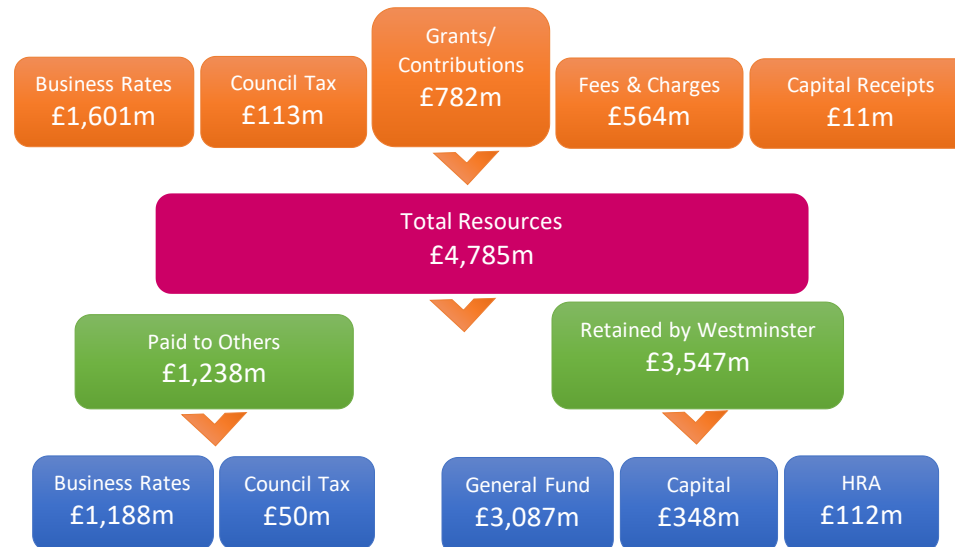 Business Rates
£1,601m
Council Tax
£113m
Grants/
Contributions
£782m
Fees & Charges
£564m
Capital Receipts
£11m
Total Resources
£4,785m
Paid to Others
£1,238m
Retained by Westminster
£3,547m
Business Rates
£1,188m
Council Tax
£50m
General Fund
£3,087m
Capital
£348m
HRA
£112m